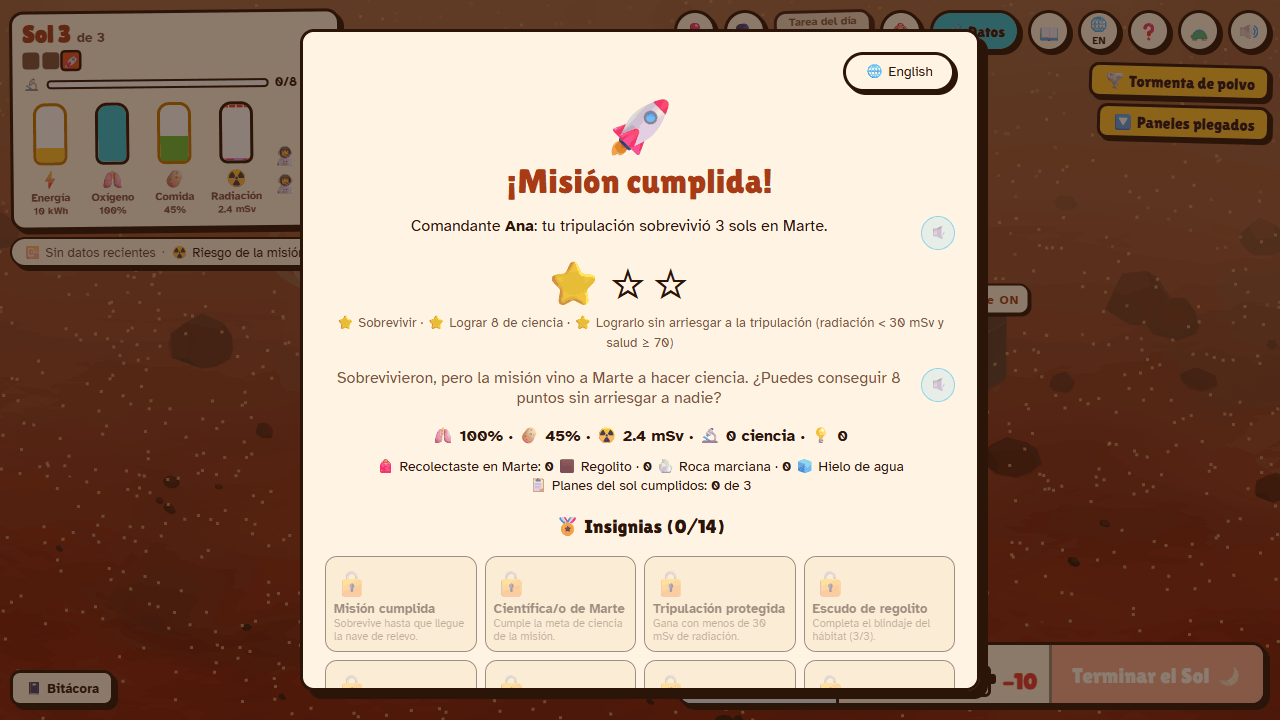 Sol 3 de 3
0/8
Energía
10 kWh
Oxígeno
100%
Comida
45%
Radiación
2.4 mSv
Sin datos recientes · Riesgo de la misió
Tarea del día
Datos
EN
Tormenta de polvo
Paneles plegados
English
¡Misión cumplida!
Comandante Ana: tu tripulación sobrevivió 3 sols en Marte.
Sobrevivir · Lograr 8 de ciencia · Lograrlo sin arriesgar a la tripulación (radiación < 30 mSv y
salud ≥ 70)
Sobrevivieron, pero la misión vino a Marte a hacer ciencia. ¿Puedes conseguir 8
puntos sin arriesgar a nadie?
100% · 45% · 2.4 mSv · 0 ciencia · 0
Recolectaste en Marte: 0 Regolito · 0 Roca marciana · 0 Hielo de agua
Planes del sol cumplidos: 0 de 3
Insignias (0/14)
Misión cumplida
Sobrevive hasta que llegue
la nave de relevo.
Científica/o de Marte
Cumple la meta de ciencia
de la misión.
Tripulación protegida
Gana con menos de 30
mSv de radiación.
Escudo de regolito
Completa el blindaje del
hábitat (3/3).
ON
Bitácora
−10
Terminar el Sol